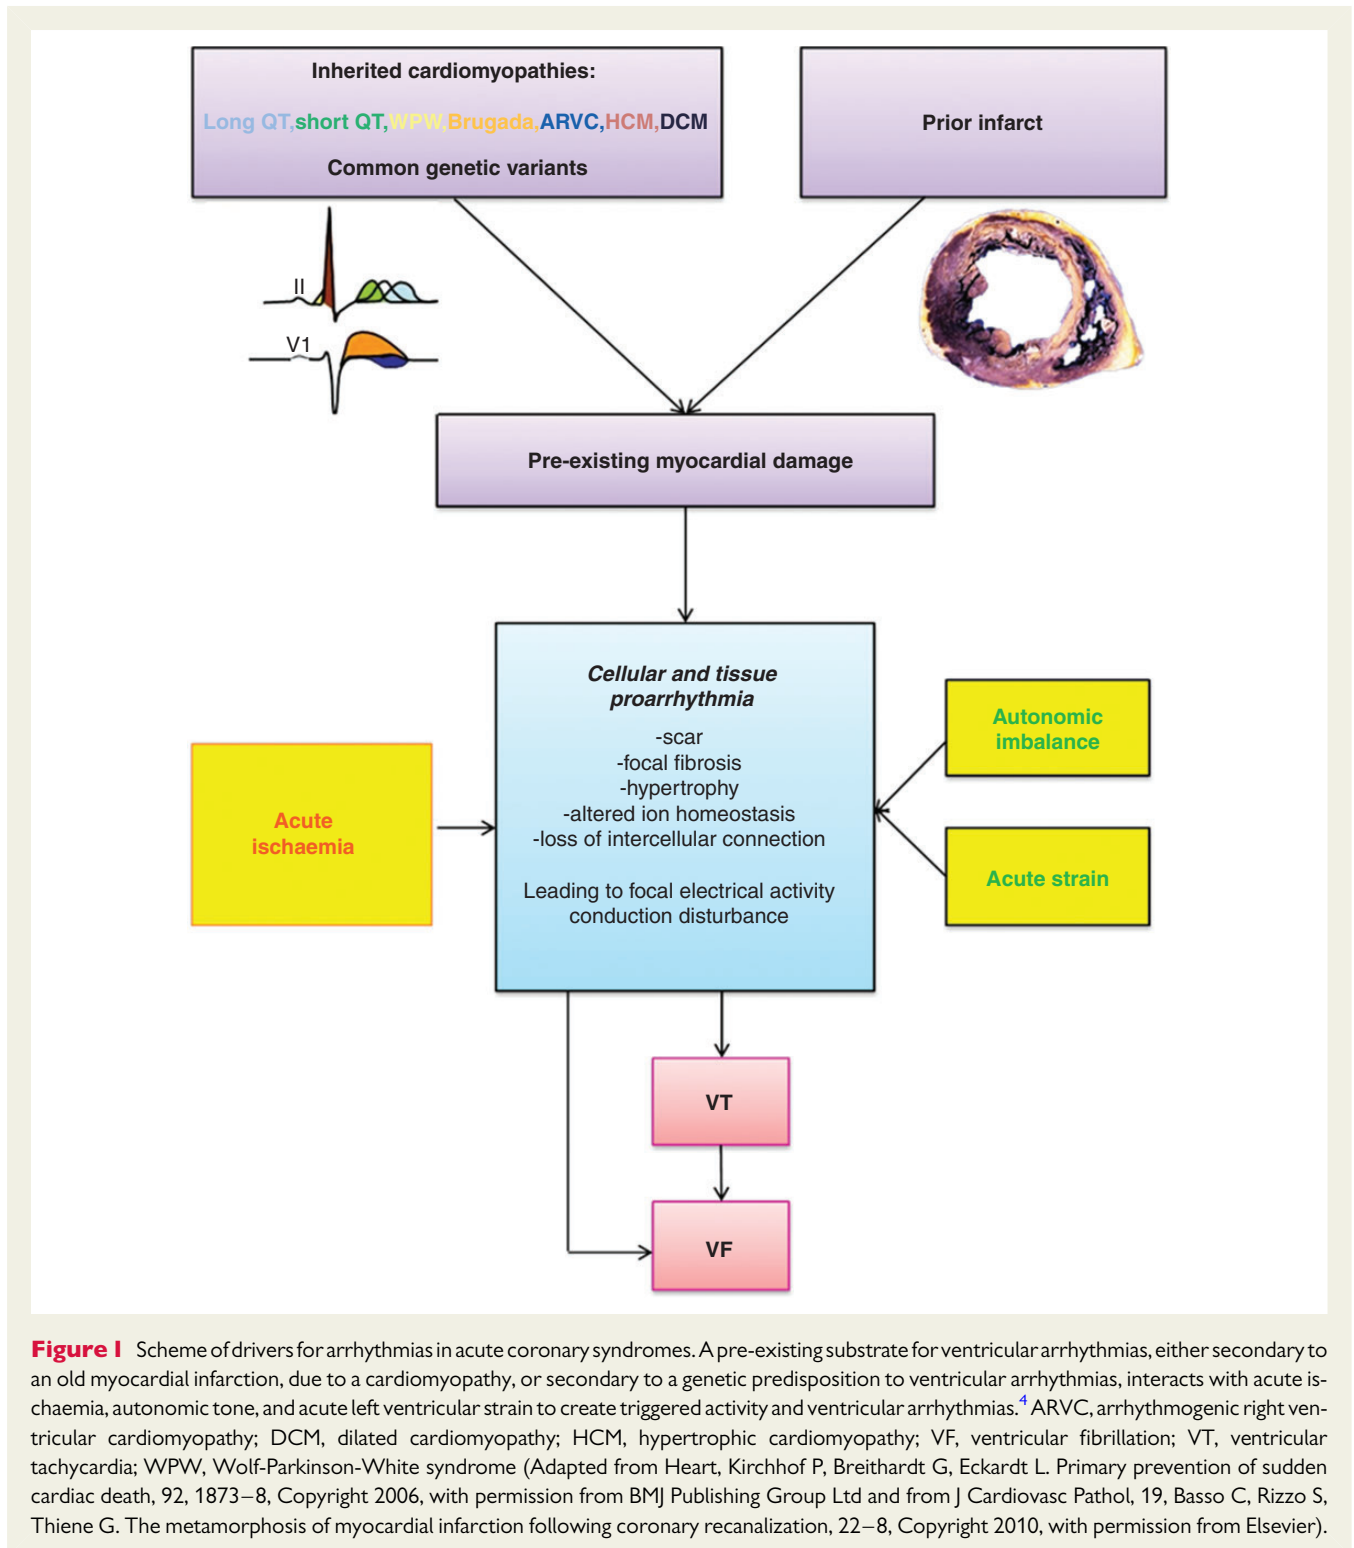 Inherited cardiomyopathies:
Long QT,short QT,WPW,Brugada,ARVC,HCM,DCM
Common genetic variants
Prior infarct
II
V1
Pre-existing myocardial damage
Cellular and tissue
proarrhythmia
-scar
-focal fibrosis
-hypertrophy
-altered ion homeostasis
-loss of intercellular connection
Leading to focal electrical activity
conduction disturbance
Acute
ischaemia
Autonomic
imbalance
Acute strain
VT
VF
Figure 1 Scheme of drivers for arrhythmias in acute coronary syndromes. A pre-existing substrate for ventricular arrhythmias, either secondary to
an old myocardial infarction, due to a cardiomyopathy, or secondary to a genetic predisposition to ventricular arrhythmias, interacts with acute is-
chaemia, autonomic tone, and acute left ventricular strain to create triggered activity and ventricular arrhythmias.4 ARVC, arrhythmogenic right ven-
tricular cardiomyopathy; DCM, dilated cardiomyopathy; HCM, hypertrophic cardiomyopathy; VF, ventricular fibrillation; VT, ventricular
tachycardia; WPW, Wolf-Parkinson-White syndrome (Adapted from Heart, Kirchhof P, Breithardt G, Eckardt L. Primary prevention of sudden
cardiac death, 92, 1873–8, Copyright 2006, with permission from BMJ Publishing Group Ltd and from J Cardiovasc Pathol, 19, Basso C, Rizzo S,
Thiene G. The metamorphosis of myocardial infarction following coronary recanalization, 22–8, Copyright 2010, with permission from Elsevier).